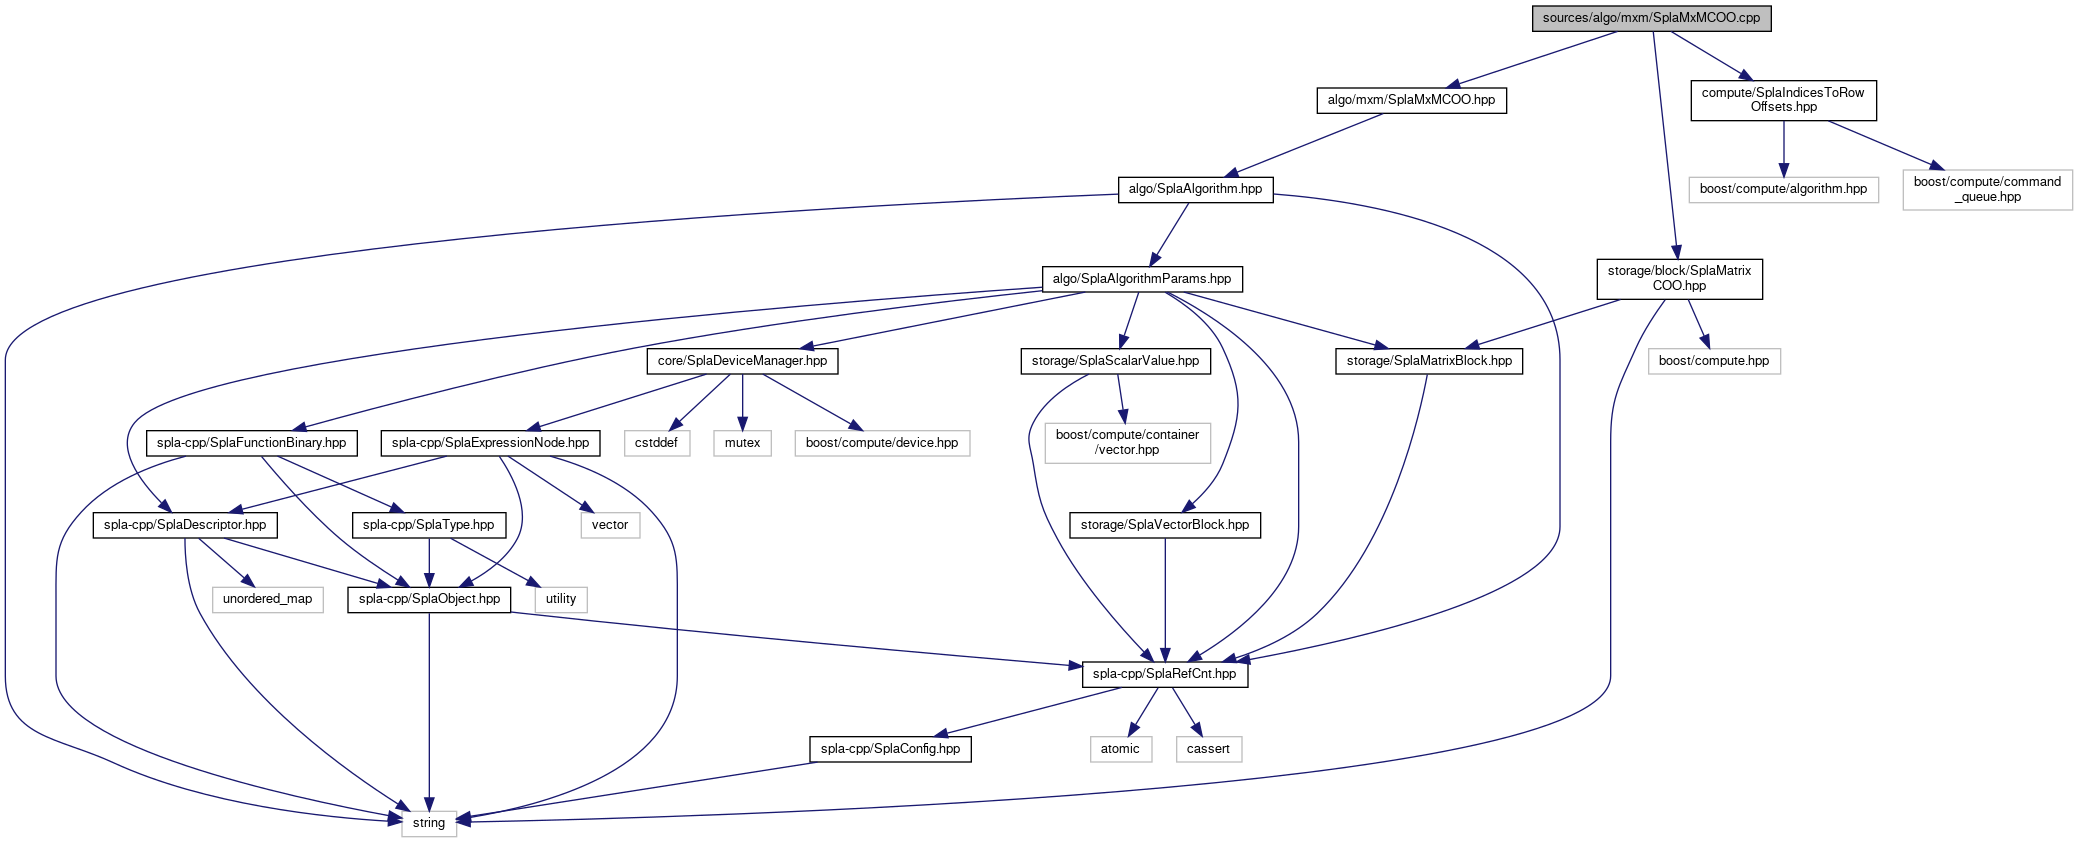 sources/algo/mxm/SplaMxMCOO.cpp
algo/mxm/SplaMxMCOO.hpp
compute/SplaIndicesToRow
Offsets.hpp
algo/SplaAlgorithm.hpp
boost/compute/algorithm.hpp
boost/compute/command
_queue.hpp
algo/SplaAlgorithmParams.hpp
storage/block/SplaMatrix
COO.hpp
core/SplaDeviceManager.hpp
storage/SplaScalarValue.hpp
storage/SplaMatrixBlock.hpp
boost/compute.hpp
spla-cpp/SplaFunctionBinary.hpp
spla-cpp/SplaExpressionNode.hpp
cstddef
mutex
boost/compute/device.hpp
boost/compute/container
/vector.hpp
spla-cpp/SplaDescriptor.hpp
spla-cpp/SplaType.hpp
vector
storage/SplaVectorBlock.hpp
unordered_map
spla-cpp/SplaObject.hpp
utility
spla-cpp/SplaRefCnt.hpp
spla-cpp/SplaConfig.hpp
atomic
cassert
string